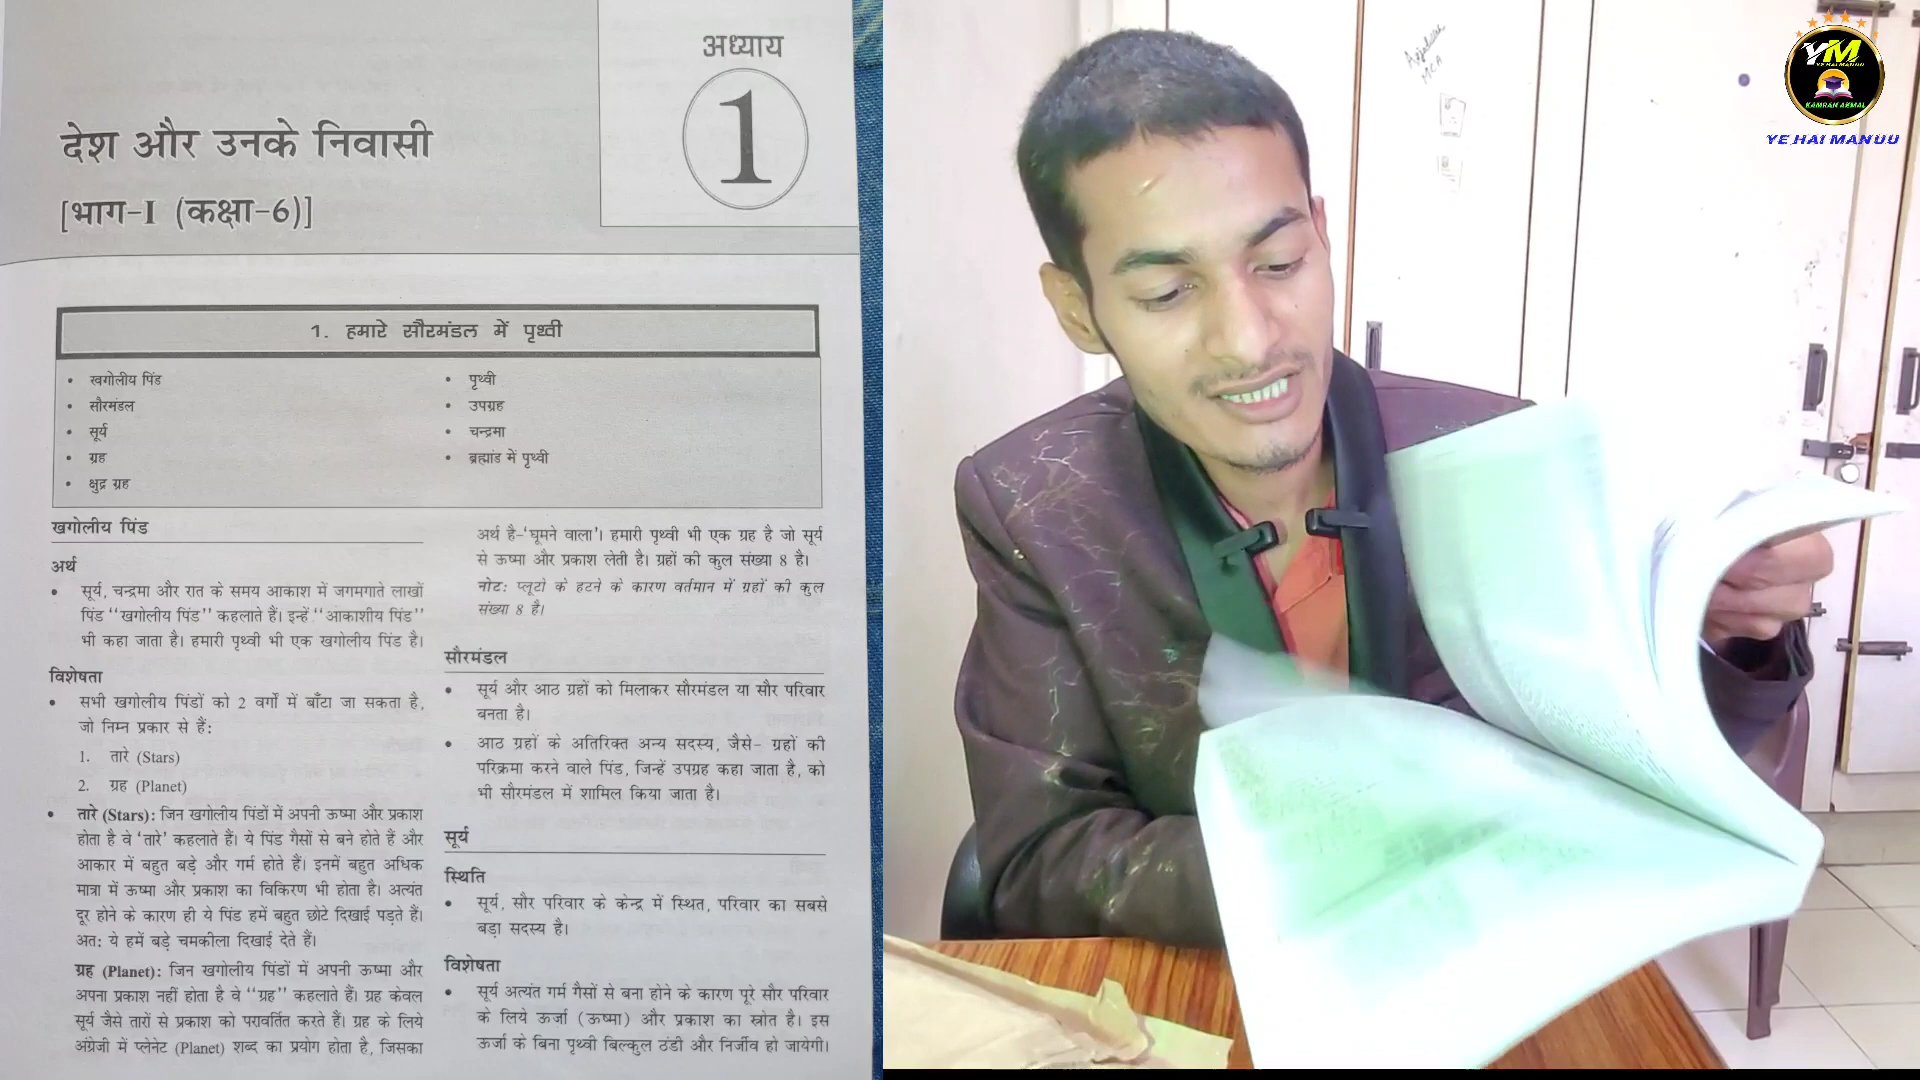 अध्याय
1
देश और उनके निवासी
[भाग-I (कक्षा-6)]
1. हमारे सौरमंडल में पृथ्वी
• खगोलीय पिंड
• सौरमंडल
• सूर्य
• ग्रह
• क्षुद्र ग्रह
• पृथ्वी
• उपग्रह
• चन्द्रमा
• ब्रह्मांड में पृथ्वी
खगोलीय पिंड
अर्थ
• सूर्य, चन्द्रमा और रात के समय आकाश में जगमगाते लाखों
पिंड ‘‘खगोलीय पिंड’’ कहलाते हैं। इन्हें ‘‘आकाशीय पिंड’’
भी कहा जाता है। हमारी पृथ्वी भी एक खगोलीय पिंड है।
विशेषता
• सभी खगोलीय पिंडों को 2 वर्गों में बाँटा जा सकता है,
जो निम्न प्रकार से हैं:
1. तारे (Stars)
2. ग्रह (Planet)
• तारे (Stars): जिन खगोलीय पिंडों में अपनी ऊष्मा और प्रकाश
होता है वे ‘तारे’ कहलाते हैं। ये पिंड गैसों से बने होते हैं और
आकार में बहुत बड़े और गर्म होते हैं। इनमें बहुत अधिक
मात्रा में ऊष्मा और प्रकाश का विकिरण भी होता है। अत्यंत
दूर होने के कारण ही ये पिंड हमें बहुत छोटे दिखाई पड़ते हैं।
अत: ये हमें बड़े चमकीला दिखाई देते हैं।
ग्रह (Planet): जिन खगोलीय पिंडों में अपनी ऊष्मा और
अपना प्रकाश नहीं होता है वे ‘‘ग्रह’’ कहलाते हैं। ग्रह केवल
सूर्य जैसे तारों से प्रकाश को परावर्तित करते हैं। ग्रह के लिये
अंग्रेजी में प्लेनेट (Planet) शब्द का प्रयोग होता है, जिसका
अर्थ है-‘घूमने वाला’। हमारी पृथ्वी भी एक ग्रह है जो सूर्य
से ऊष्मा और प्रकाश लेती है। ग्रहों की कुल संख्या 8 है।
नोट: प्लूटो के हटने के कारण वर्तमान में ग्रहों की कुल
संख्या 8 है।
सौरमंडल
• सूर्य और आठ ग्रहों को मिलाकर सौरमंडल या सौर परिवार
बनता है।
• आठ ग्रहों के अतिरिक्त अन्य सदस्य, जैसे- ग्रहों की
परिक्रमा करने वाले पिंड, जिन्हें उपग्रह कहा जाता है, को
भी सौरमंडल में शामिल किया जाता है।
सूर्य
स्थिति
• सूर्य, सौर परिवार के केन्द्र में स्थित, परिवार का सबसे
बड़ा सदस्य है।
विशेषता
• सूर्य अत्यंत गर्म गैसों से बना होने के कारण पूरे सौर परिवार
के लिये ऊर्जा (ऊष्मा) और प्रकाश का स्रोत है। इस
ऊर्जा के बिना पृथ्वी बिल्कुल ठंडी और निर्जीव हो जायेगी।
MCA
YM
YE HAI MANUU
KAMRAN AKMAL
YE HAI MANUU